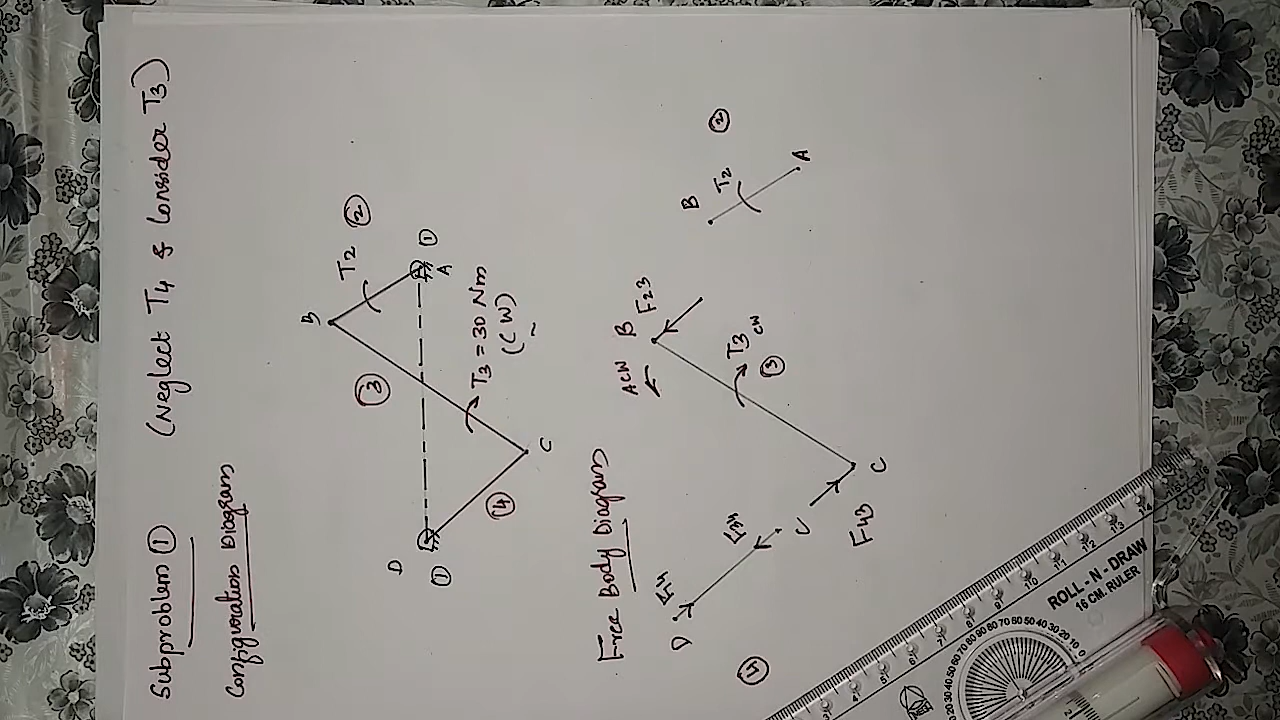 Subproblem ① (Neglect T4 & Consider T3)
Configuration Diagram
B
T2
②
③
①
A
T3 = 30 Nm
(CW)
D
①
④
C
Free Body Diagram
ACW
B
F23
T3 CW
③
C
F43
D
F14
F34
C
④
B
T2
②
A
ROLL-N-DRAW
16 CM. RULER